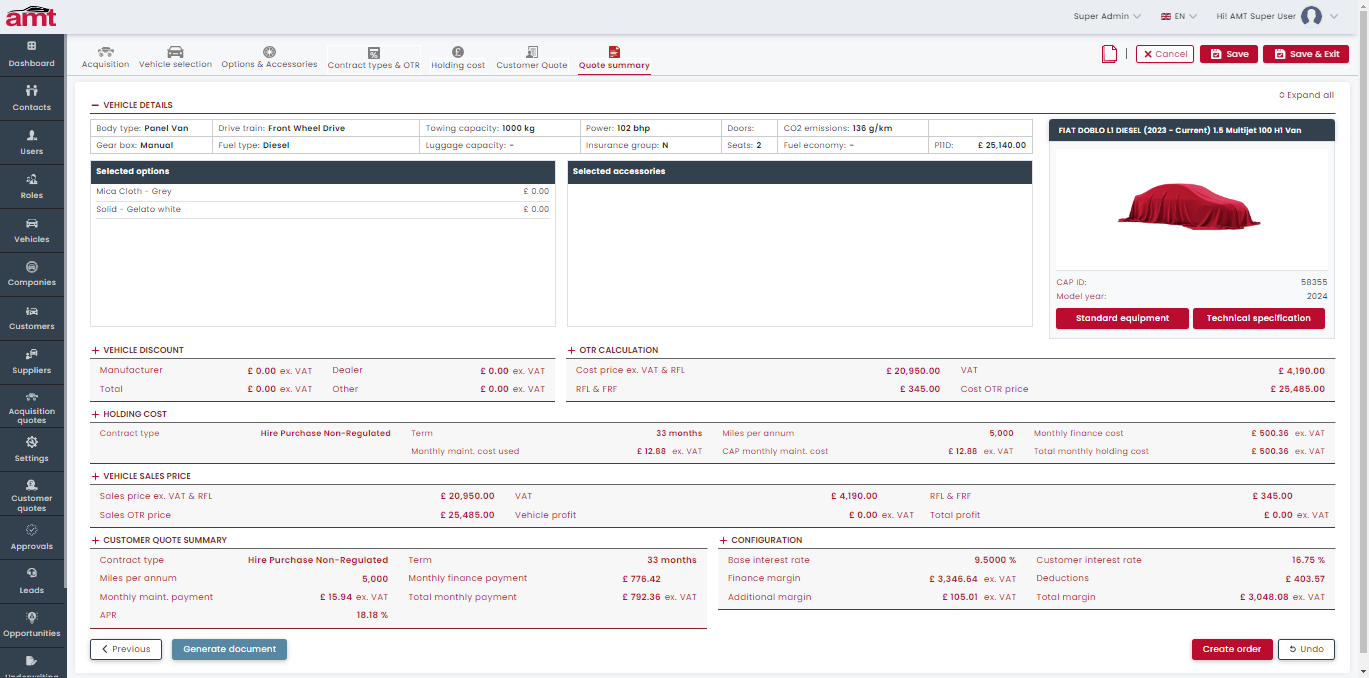 amt
Super Admin
EN
Hi! AMT Super User
Dashboard
Contacts
Users
Roles
Vehicles
Companies
Customers
Suppliers
Acquisition quotes
Settings
Customer quotes
Approvals
Leads
Opportunities
Underwriting
Acquisition
Vehicle selection
Options & Accessories
Contract types & OTR
Holding cost
Customer Quote
Quote summary
Cancel
Save
Save & Exit
Expand all
VEHICLE DETAILS
Body type: Panel Van
Drive train: Front Wheel Drive
Towing capacity: 1000 kg
Power: 102 bhp
Doors:
CO2 emissions: 136 g/km
Gear box: Manual
Fuel type: Diesel
Luggage capacity: -
Insurance group: N
Seats: 2
Fuel economy: -
P11D: £ 25,140.00
Selected options
Mica Cloth - Grey £ 0.00
Solid - Gelato white £ 0.00
Selected accessories
FIAT DOBLO L1 DIESEL (2023 - Current) 1.5 Multijet 100 H1 Van
CAP ID: 58355
Model year: 2024
Standard equipment
Technical specification
VEHICLE DISCOUNT
Manufacturer £ 0.00 ex. VAT Dealer £ 0.00 ex. VAT
Total £ 0.00 ex. VAT Other £ 0.00 ex. VAT
OTR CALCULATION
Cost price ex. VAT & RFL £ 20,950.00 VAT £ 4,190.00
RFL & FRF £ 345.00 Cost OTR price £ 25,485.00
HOLDING COST
Contract type Hire Purchase Non-Regulated Term 33 months Miles per annum 5,000 Monthly finance cost £ 500.36 ex. VAT
Monthly maint. cost used £ 12.88 ex. VAT CAP monthly maint. cost £ 12.88 ex. VAT Total monthly holding cost £ 500.36 ex. VAT
VEHICLE SALES PRICE
Sales price ex. VAT & RFL £ 20,950.00 VAT £ 4,190.00 RFL & FRF £ 345.00
Sales OTR price £ 25,485.00 Vehicle profit £ 0.00 ex. VAT Total profit £ 0.00 ex. VAT
CUSTOMER QUOTE SUMMARY
Contract type Hire Purchase Non-Regulated Term 33 months
Miles per annum 5,000 Monthly finance payment £ 776.42
Monthly maint. payment £ 15.94 ex. VAT Total monthly payment £ 792.36 ex. VAT
APR 18.18 %
CONFIGURATION
Base interest rate 9.5000 % Customer interest rate 16.75 %
Finance margin £ 3,346.64 ex. VAT Deductions £ 403.57
Additional margin £ 105.01 ex. VAT Total margin £ 3,048.08 ex. VAT
Previous
Generate document
Create order
Undo